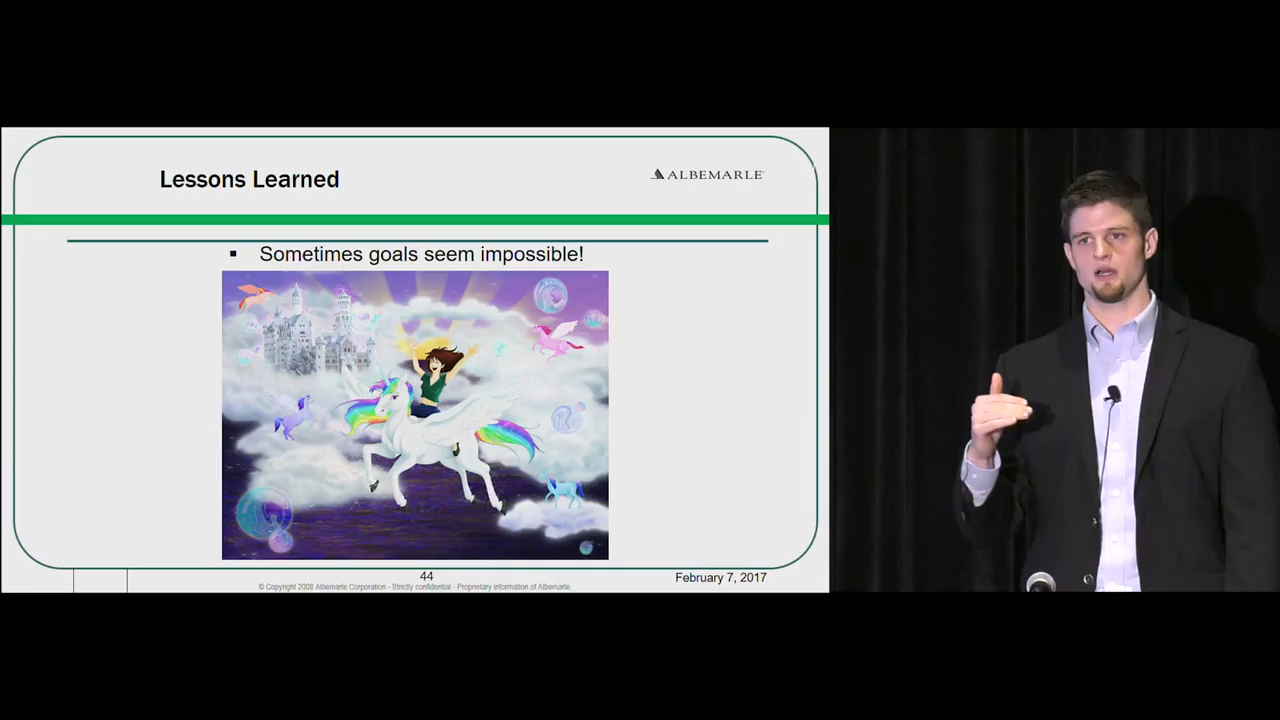 Lessons Learned
ALBEMARLE
▪ Sometimes goals seem impossible!
44
February 7, 2017
© Copyright 2008 Albemarle Corporation - Strictly confidential - Proprietary information of Albemarle.